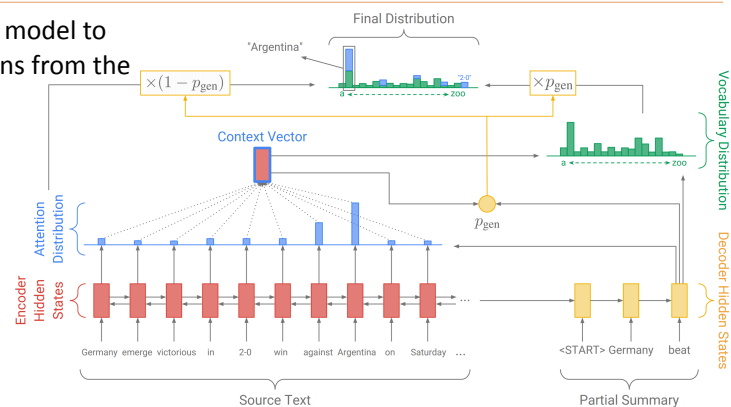 model to
ns from the
Final Distribution
"Argentina"
"2-0"
×(1 − p_gen)
×p_gen
a
zoo
Vocabulary Distribution
Context Vector
a
zoo
p_gen
Attention
Distribution
Encoder
Hidden
States
Decoder Hidden States
...
Germany emerge victorious in 2-0 win against Argentina on Saturday ...
<START> Germany beat
Source Text
Partial Summary